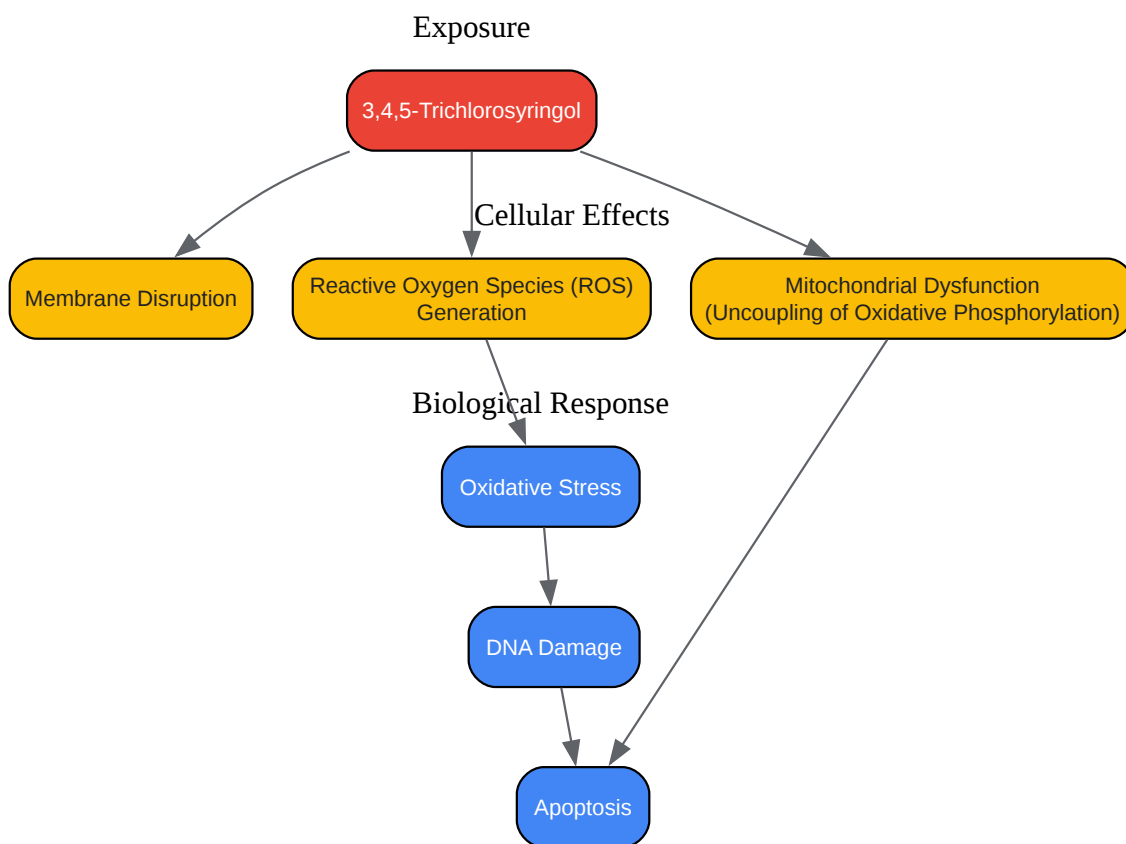 Exposure
3,4,5-Trichlorosyringol
Cellular Effects
Membrane Disruption
Reactive Oxygen Species (ROS)
Generation
Mitochondrial Dysfunction
(Uncoupling of Oxidative Phosphorylation)
Biological Response
Oxidative Stress
DNA Damage
Apoptosis